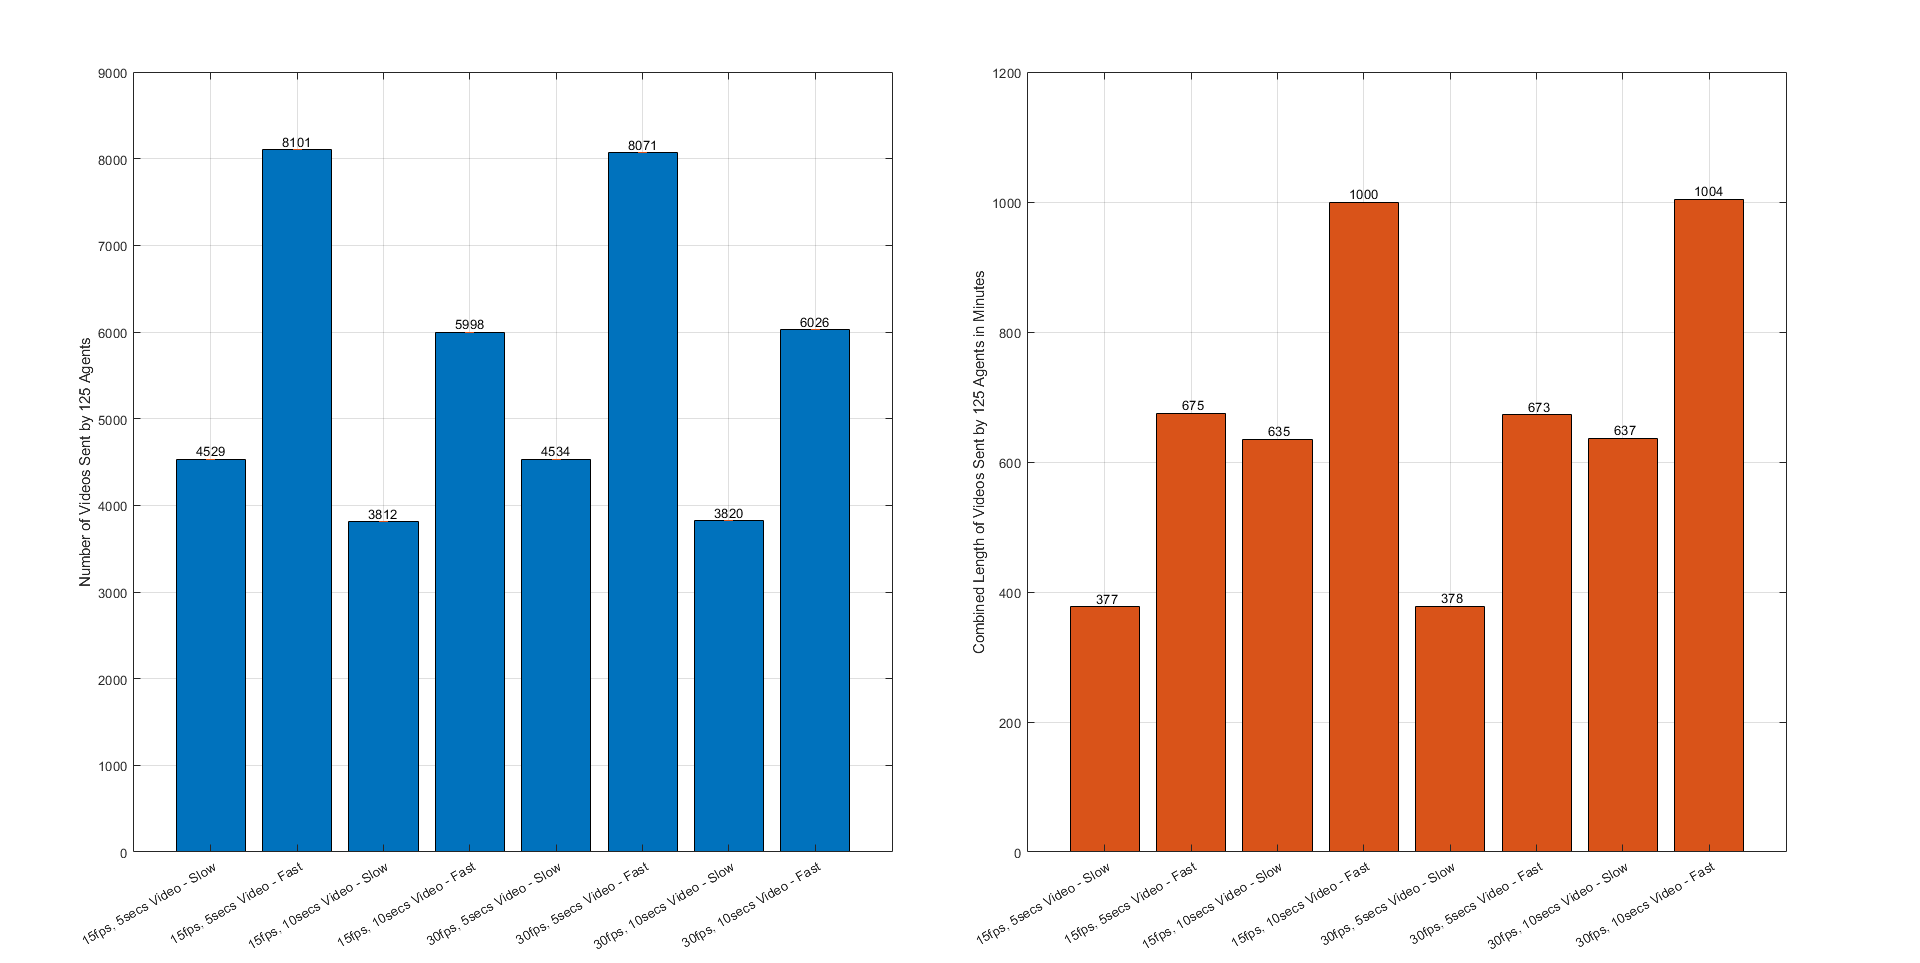 Number of Videos Sent by 125 Agents
9000
8000
7000
6000
5000
4000
3000
2000
1000
0
4529
8101
3812
5998
4534
8071
3820
6026
15fps, 5secs Video - Slow
15fps, 5secs Video - Fast
15fps, 10secs Video - Slow
15fps, 10secs Video - Fast
30fps, 5secs Video - Slow
30fps, 5secs Video - Fast
30fps, 10secs Video - Slow
30fps, 10secs Video - Fast
Combined Length of Videos Sent by 125 Agents in Minutes
1200
1000
800
600
400
200
0
377
675
635
1000
378
673
637
1004
15fps, 5secs Video - Slow
15fps, 5secs Video - Fast
15fps, 10secs Video - Slow
15fps, 10secs Video - Fast
30fps, 5secs Video - Slow
30fps, 5secs Video - Fast
30fps, 10secs Video - Slow
30fps, 10secs Video - Fast